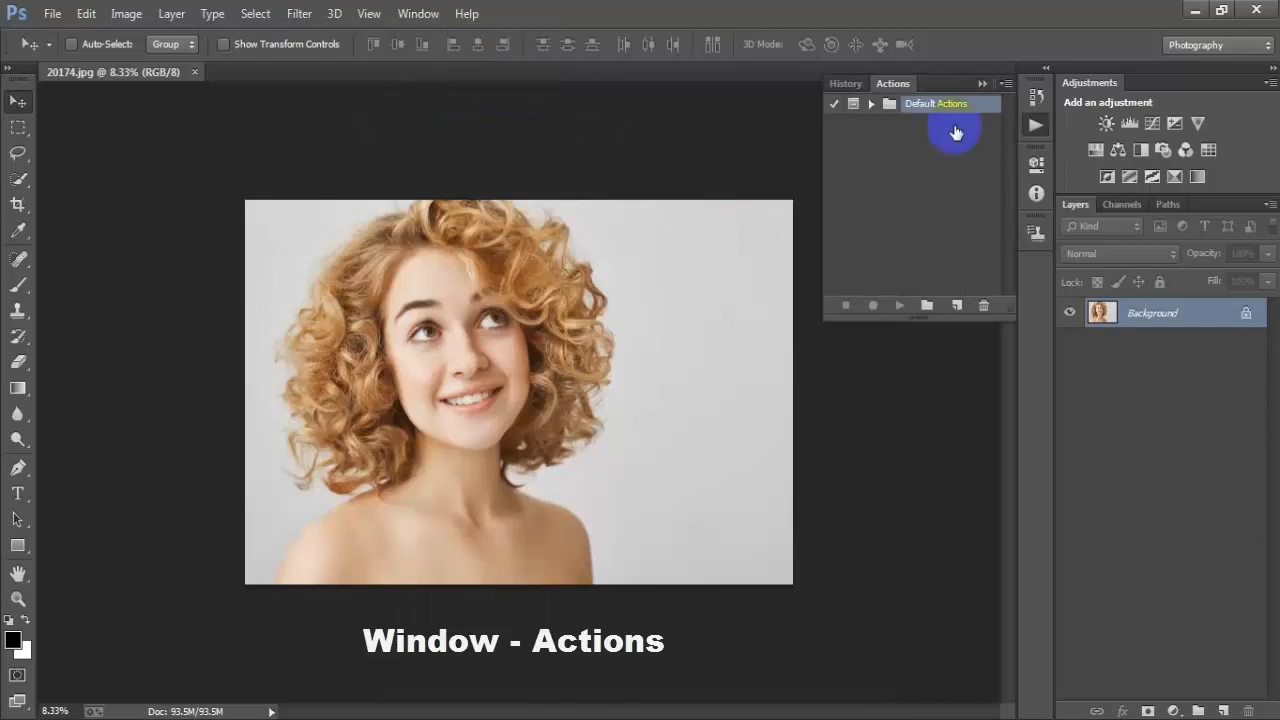 Ps File Edit Image Layer Type Select Filter 3D View Window Help
Auto-Select: Group Show Transform Controls 3D Mode: Photography
20174.jpg @ 8.33% (RGB/8) ×
History Actions
Default Actions
Adjustments
Add an adjustment
Layers Channels Paths
Kind
Normal Opacity: 100%
Lock: Fill: 100%
Background
Window - Actions
8.33% Doc: 93.5M/93.5M